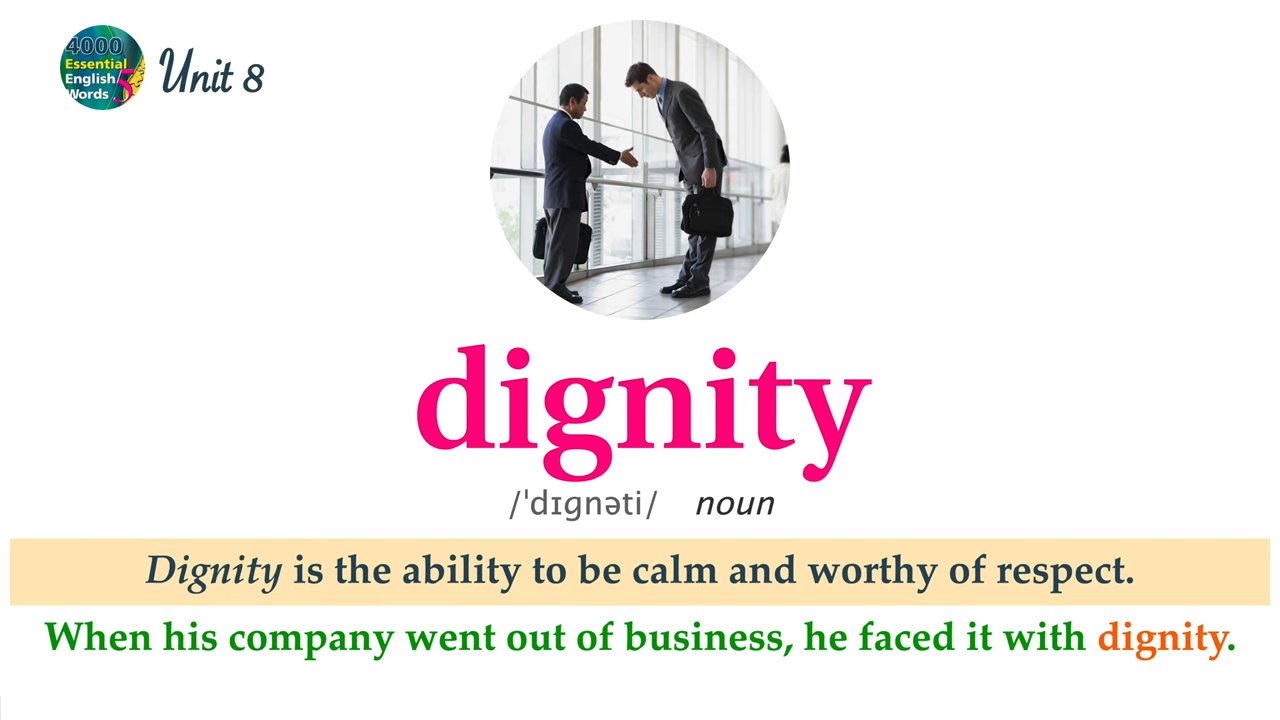 4000
Essential
English
Words 5
Unit 8
dignity
/ˈdɪgnəti/ noun
Dignity is the ability to be calm and worthy of respect.
When his company went out of business, he faced it with dignity.